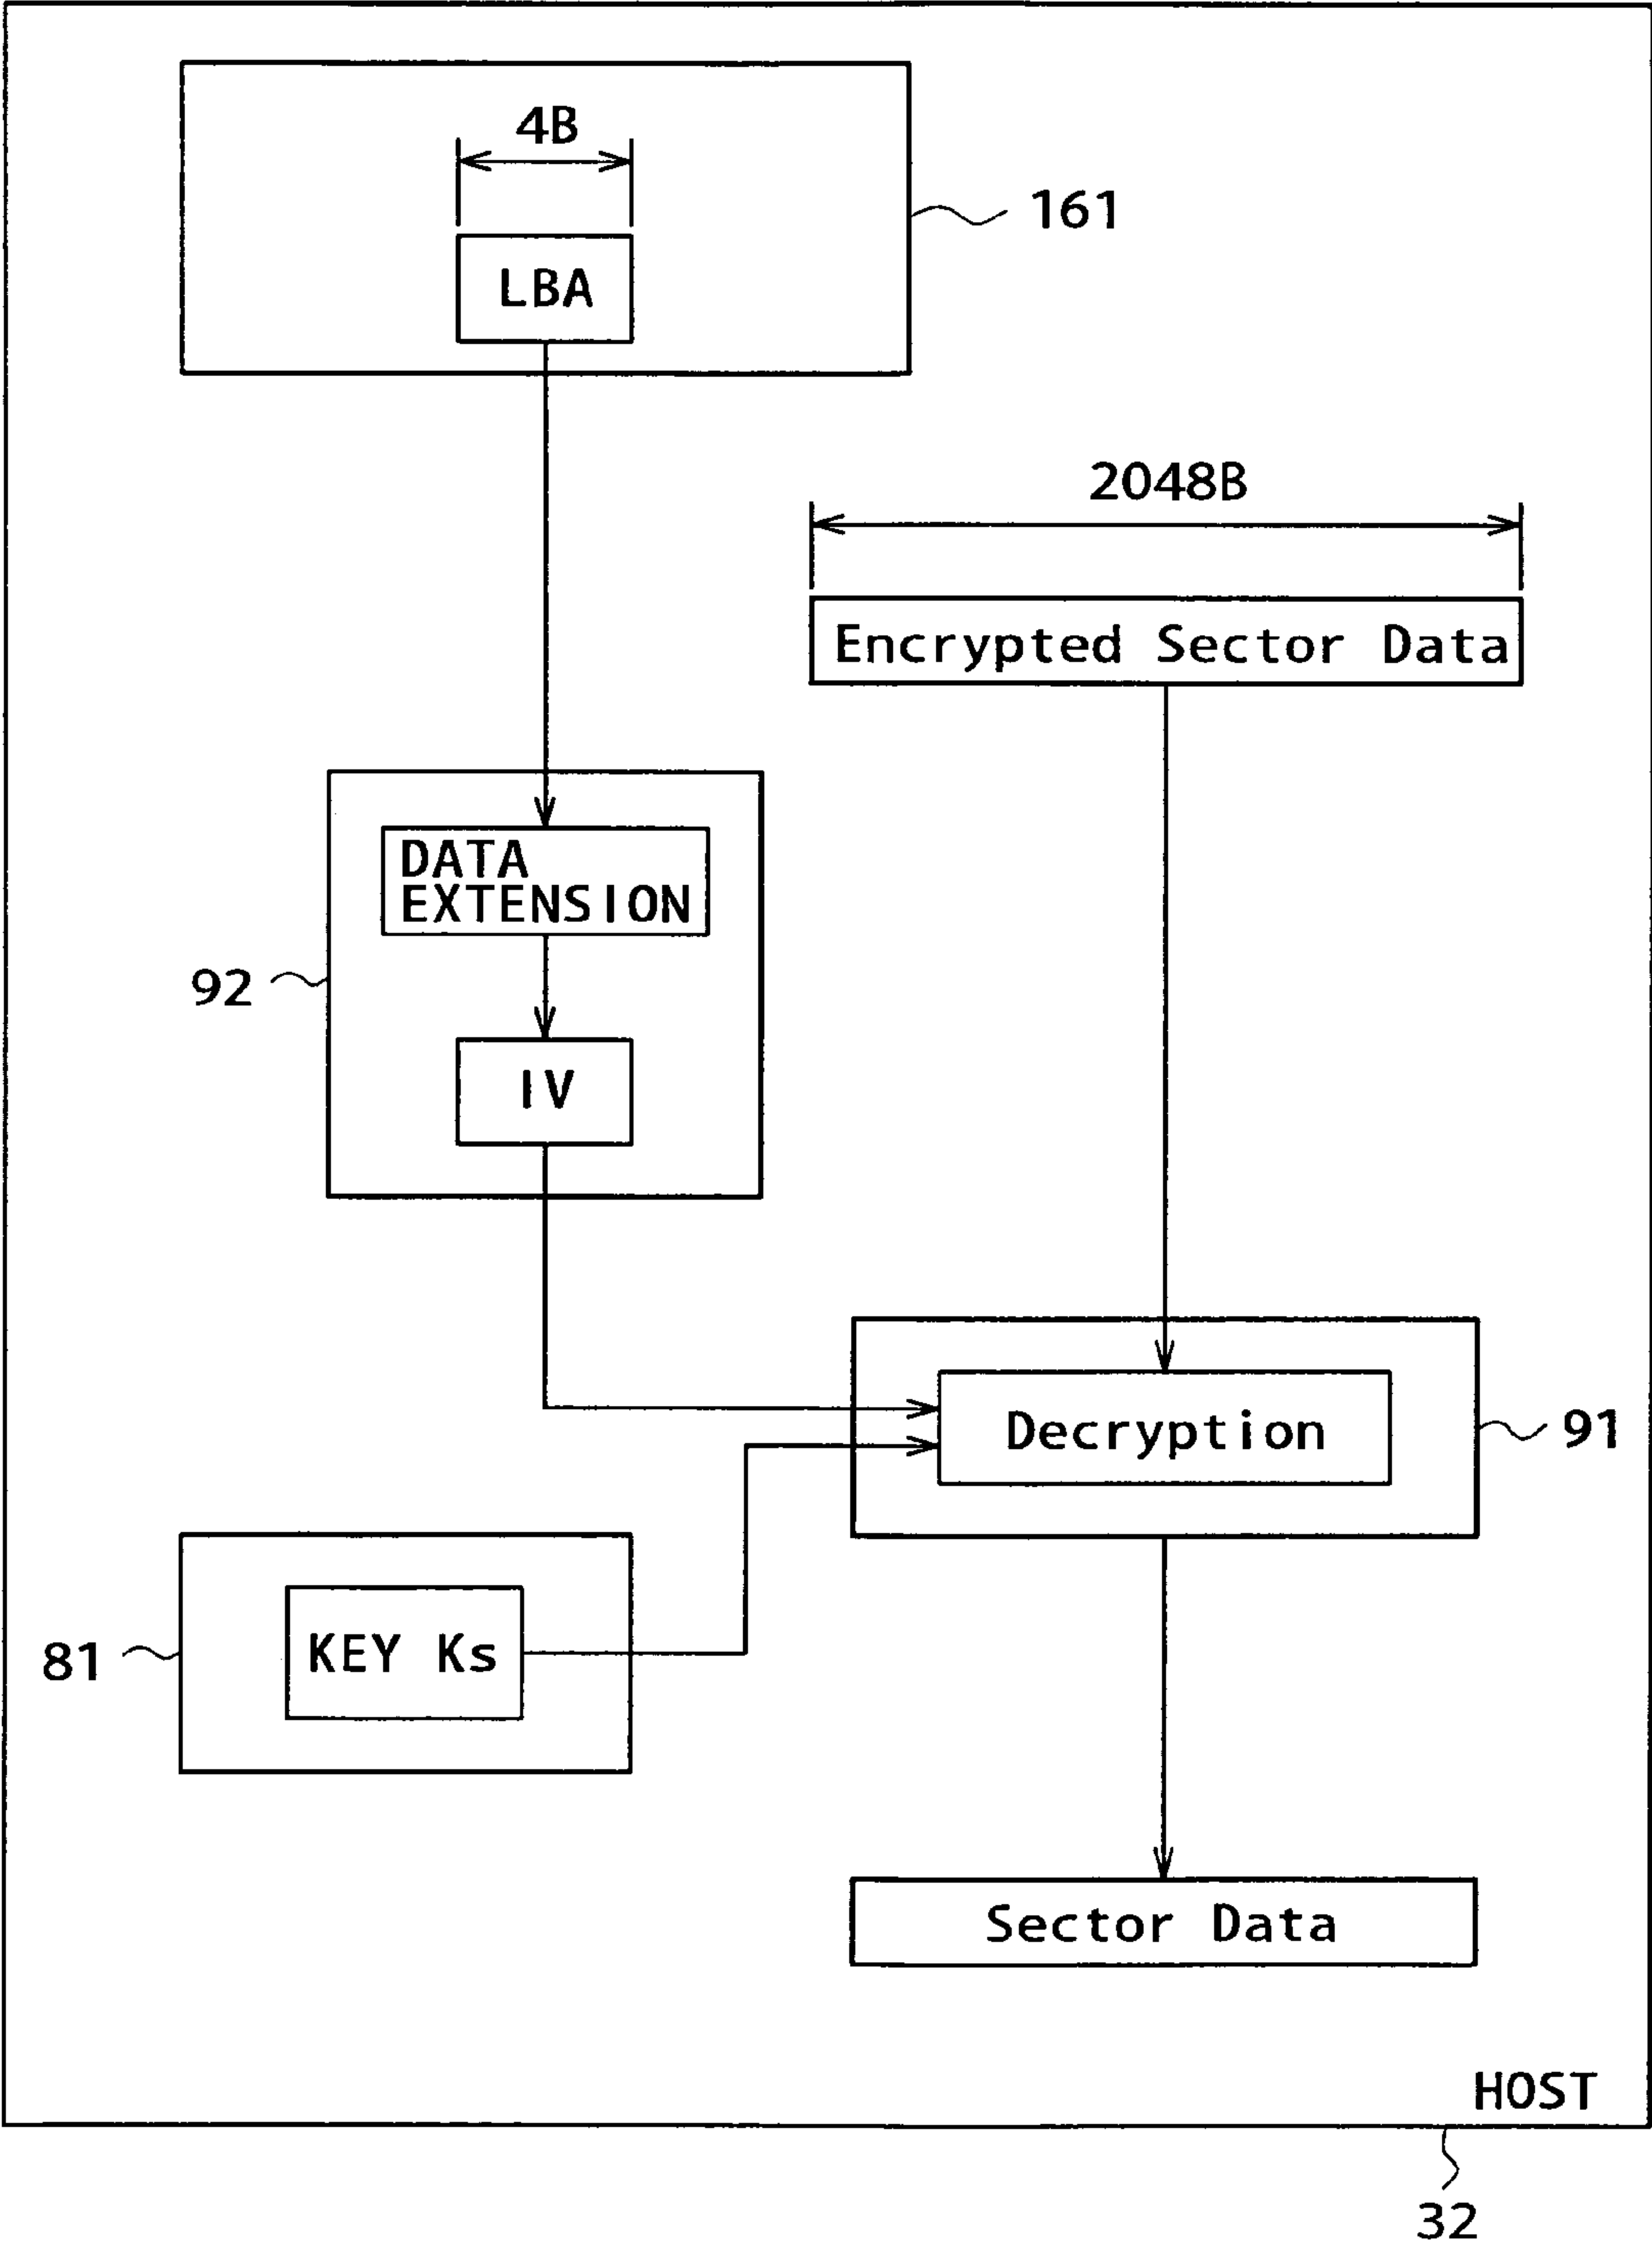 4B
161
LBA
2048B
Encrypted Sector Data
DATA
EXTENSION
92
IV
Decryption
91
81
KEY Ks
Sector Data
HOST
32